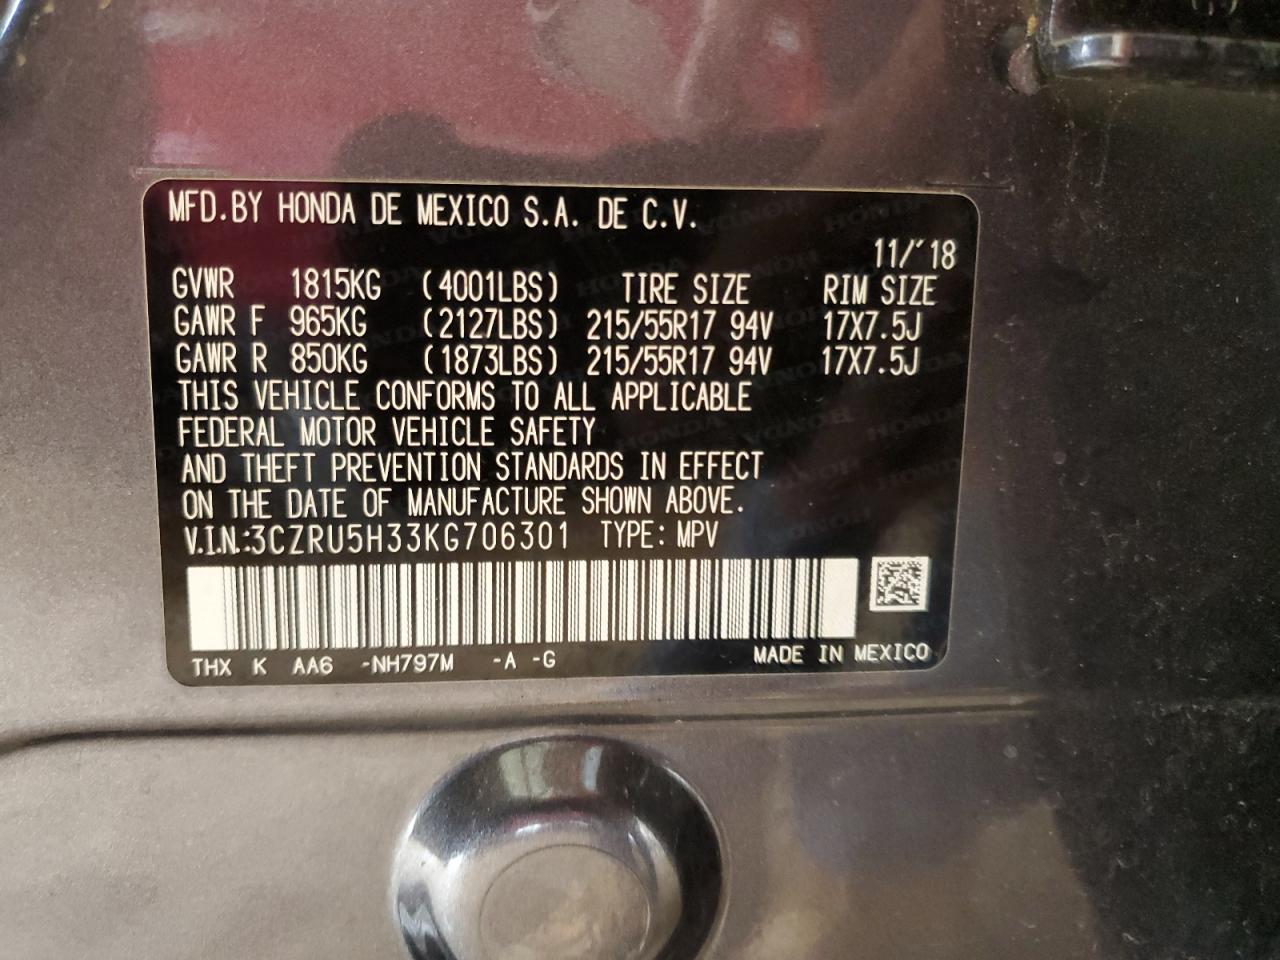 MFD.BY HONDA DE MEXICO S.A. DE C.V.
11/'18
GVWR 1815KG (4001LBS) TIRE SIZE RIM SIZE
GAWR F 965KG (2127LBS) 215/55R17 94V 17X7.5J
GAWR R 850KG (1873LBS) 215/55R17 94V 17X7.5J
THIS VEHICLE CONFORMS TO ALL APPLICABLE
FEDERAL MOTOR VEHICLE SAFETY
AND THEFT PREVENTION STANDARDS IN EFFECT
ON THE DATE OF MANUFACTURE SHOWN ABOVE.
V.I.N.:3CZRU5H33KG706301 TYPE: MPV
THX K AA6 -NH797M -A -G MADE IN MEXICO